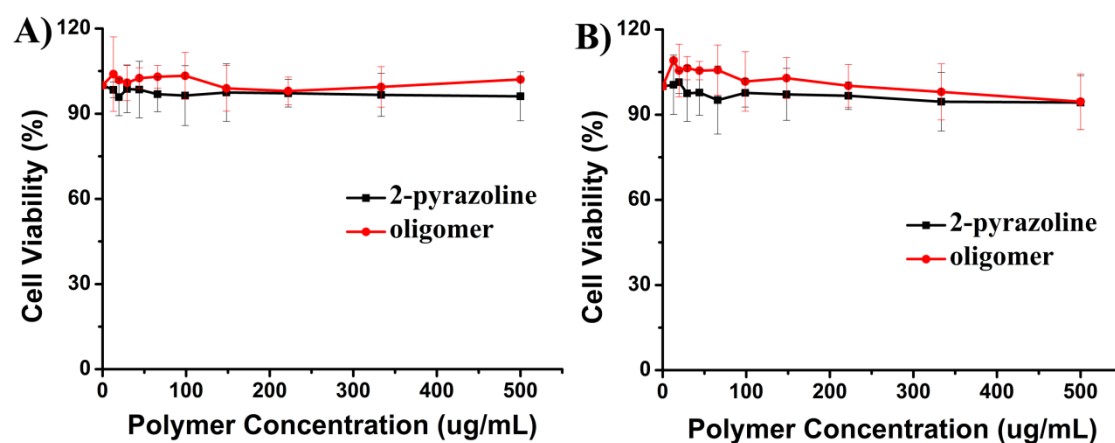 A)
120
90
60
30
0
Cell Viability (%)
2-pyrazoline
oligomer
0 100 200 300 400 500
Polymer Concentration (ug/mL)
B)
120
90
60
30
0
Cell Viability (%)
2-pyrazoline
oligomer
0 100 200 300 400 500
Polymer Concentration (ug/mL)